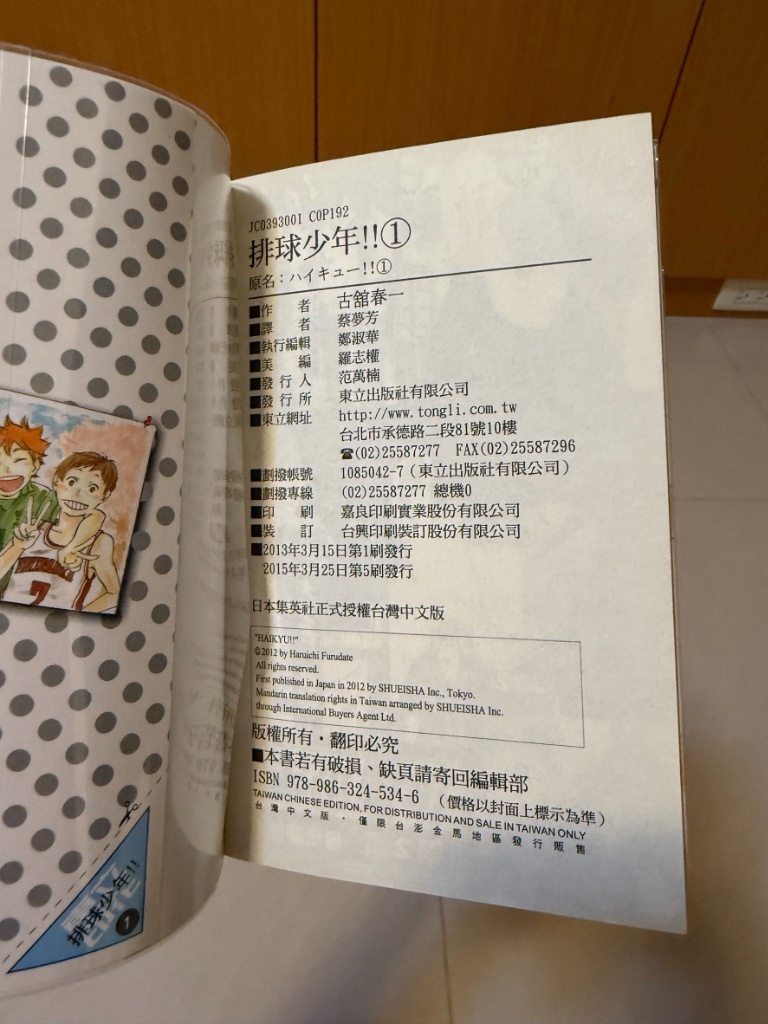 JC0393001 COP192
排球少年!!①
原名：ハイキュー!!①
■作　者　古舘春一
■譯　者　蔡夢芳
■執行編輯　鄭淑華
■美　編　羅志權
■發行人　范萬楠
■發行所　東立出版社有限公司
■東立網址　http://www.tongli.com.tw
台北市承德路二段81號10樓
☎(02)25587277　FAX(02)25587296
■劃撥帳號　1085042-7（東立出版社有限公司）
■劃撥專線　(02)25587277 總機0
■印　刷　嘉良印刷實業股份有限公司
■裝　訂　台興印刷裝訂股份有限公司
■2013年3月15日第1刷發行
2015年3月25日第5刷發行
日本集英社正式授權台灣中文版
"HAIKYU!!"
©2012 by Haruichi Furudate
All rights reserved.
First published in Japan in 2012 by SHUEISHA Inc., Tokyo.
Mandarin translation rights in Taiwan arranged by SHUEISHA Inc.
through International Buyers Agent Ltd.
版權所有・翻印必究
■本書若有破損、缺頁請寄回編輯部
ISBN 978-986-324-534-6　（價格以封面上標示為準）
TAIWAN CHINESE EDITION, FOR DISTRIBUTION AND SALE IN TAIWAN ONLY
台灣中文版・僅限台澎金馬地區發行販售
7
排球少年!!
1